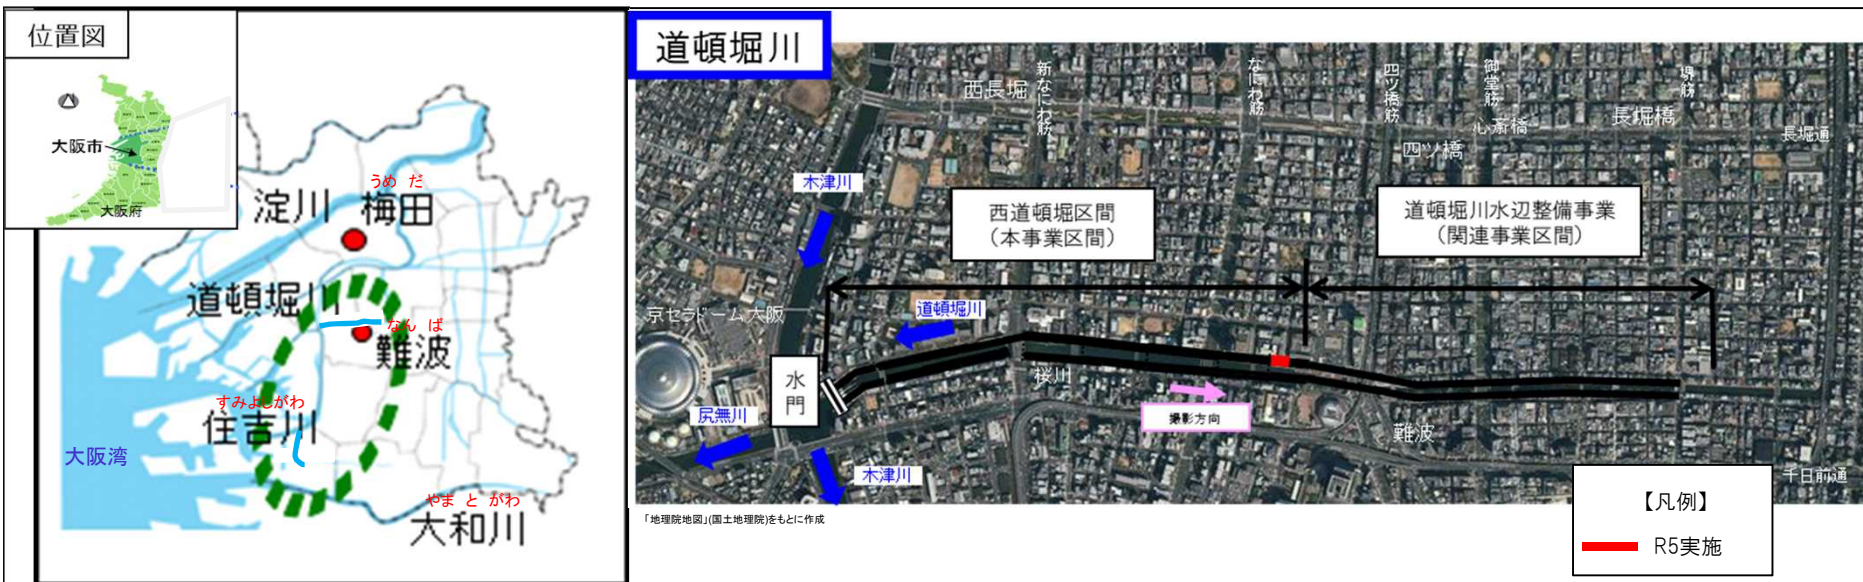 位置図
大阪市
大阪府
淀川
うめ だ
梅田
道頓堀川
なん ば
難波
すみよしがわ
住吉川
大阪湾
やま と がわ
大和川
道頓堀川
西長堀
新なにわ筋
なにわ筋
四ツ橋筋
御堂筋
堺筋
心斎橋
長堀橋
長堀通
四ツ橋
木津川
西道頓堀区間
(本事業区間)
道頓堀川水辺整備事業
(関連事業区間)
京セラドーム大阪
道頓堀川
水門
桜川
撮影方向
尻無川
難波
木津川
千日前通
「地理院地図」(国土地理院)をもとに作成
【凡例】
R5実施